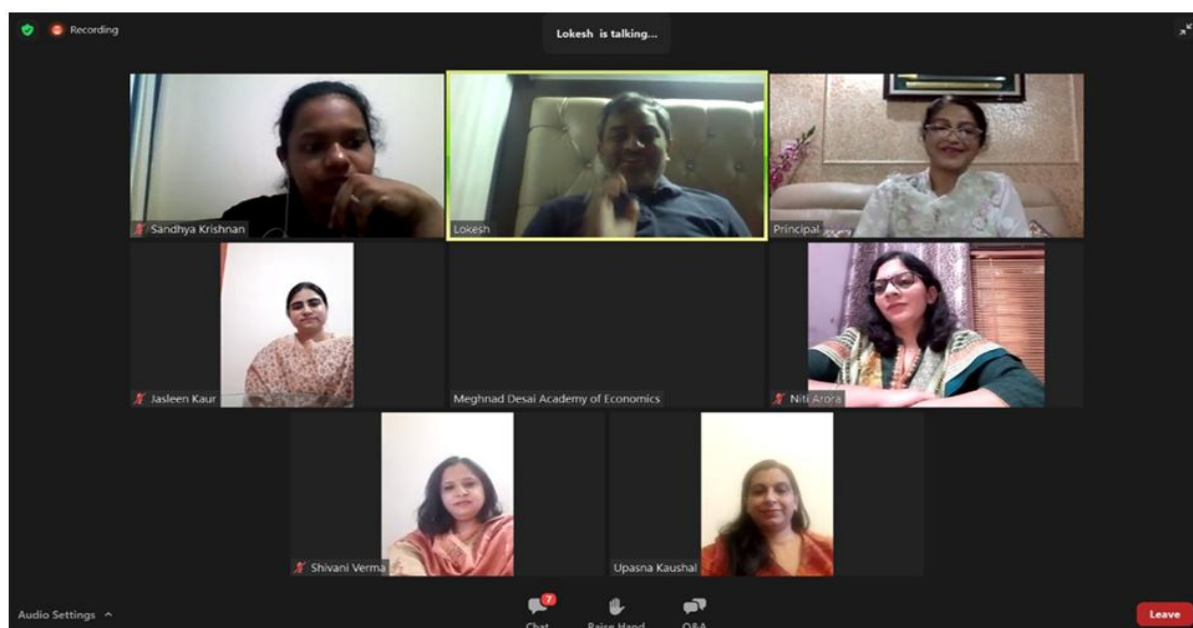 Recording
Lokesh is talking...
Sandhya Krishnan
Lokesh
Principal
Jasleen Kaur
Meghnad Desai Academy of Economics
Niti Arora
Shivani Verma
Upasna Kaushal
7
Audio Settings
Chat
Raise Hand
Q&A
Leave